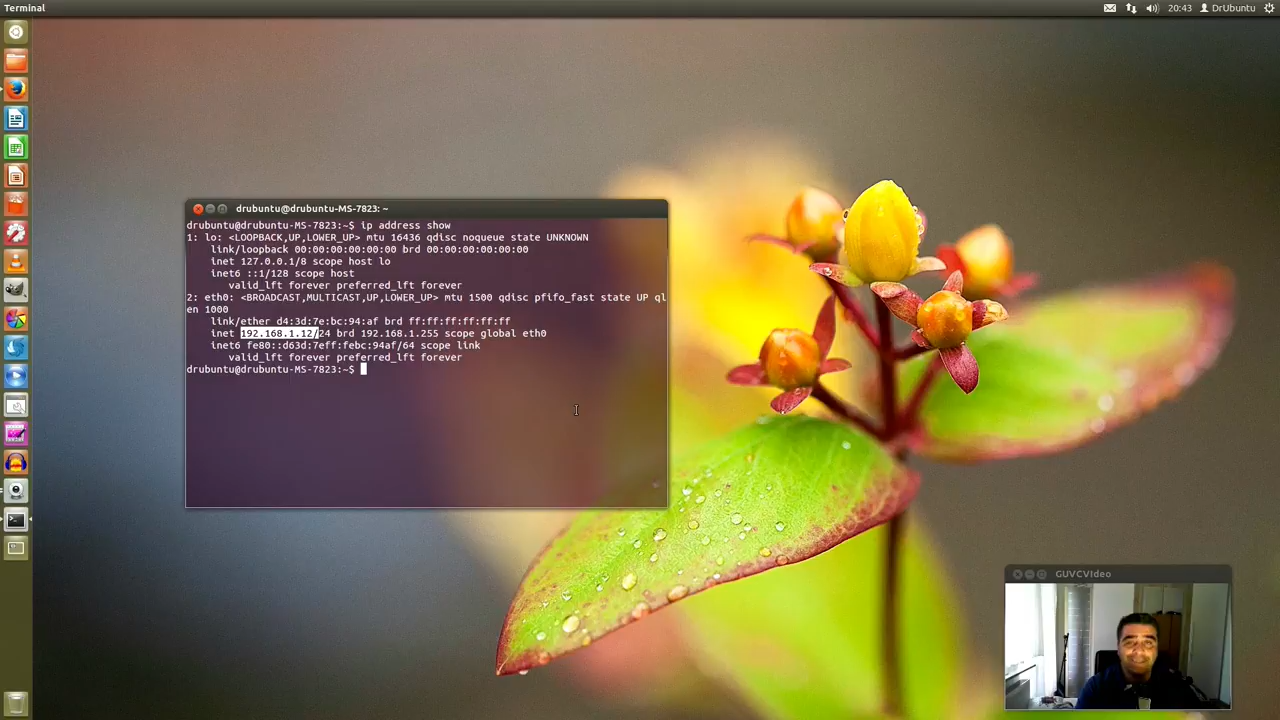 Terminal
20:43
DrUbuntu
drubuntu@drubuntu-MS-7823: ~
drubuntu@drubuntu-MS-7823:~$ ip address show
1: lo: <LOOPBACK,UP,LOWER_UP> mtu 16436 qdisc noqueue state UNKNOWN
link/loopback 00:00:00:00:00:00 brd 00:00:00:00:00:00
inet 127.0.0.1/8 scope host lo
inet6 ::1/128 scope host
valid_lft forever preferred_lft forever
2: eth0: <BROADCAST,MULTICAST,UP,LOWER_UP> mtu 1500 qdisc pfifo_fast state UP ql
en 1000
link/ether d4:3d:7e:bc:94:af brd ff:ff:ff:ff:ff:ff
inet 192.168.1.12/24 brd 192.168.1.255 scope global eth0
inet6 fe80::d63d:7eff:febc:94af/64 scope link
valid_lft forever preferred_lft forever
drubuntu@drubuntu-MS-7823:~$
GUVCVideo